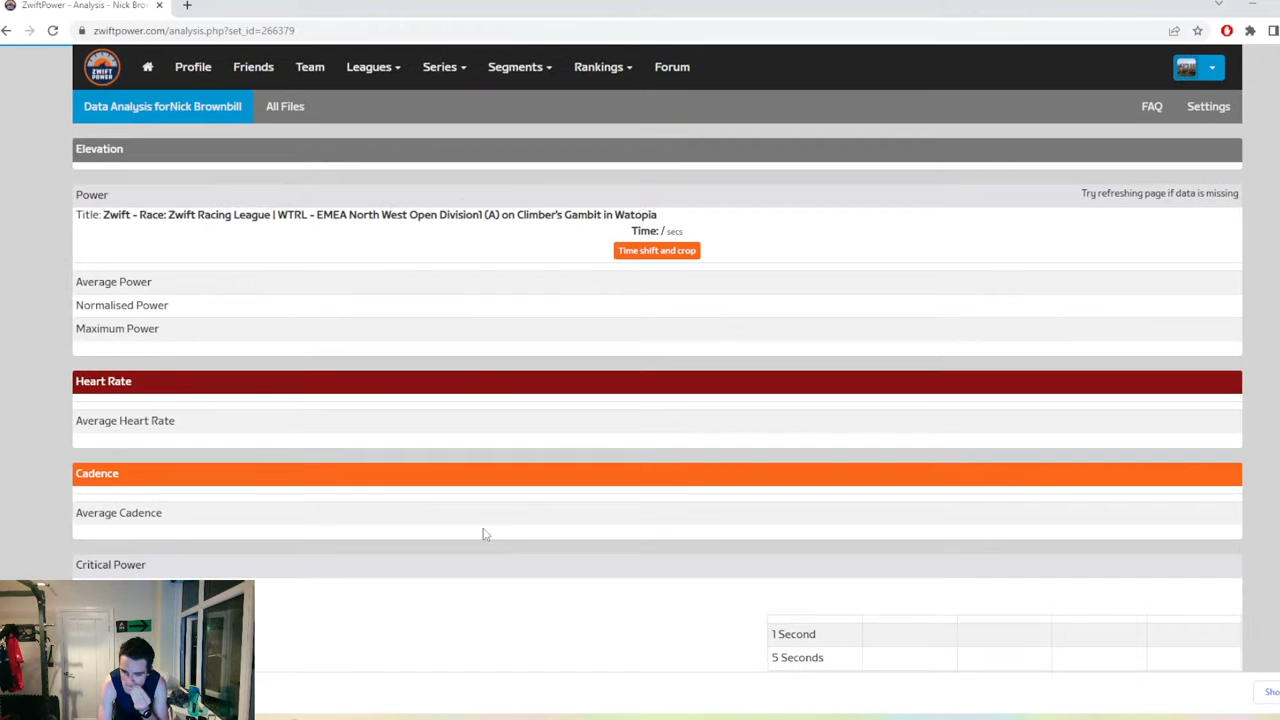 ZwiftPower - Analysis - Nick Bro
zwiftpower.com/analysis.php?set_id=266379
ZWIFT POWER
Profile Friends Team Leagues Series Segments Rankings Forum
Data Analysis forNick Brownbill All Files FAQ Settings
Elevation
Power Try refreshing page if data is missing
Title: Zwift - Race: Zwift Racing League | WTRL - EMEA North West Open Division1 (A) on Climber's Gambit in Watopia
Time: / secs
Time shift and crop
Average Power
Normalised Power
Maximum Power
Heart Rate
Average Heart Rate
Cadence
Average Cadence
Critical Power
1 Second
5 Seconds
Sho